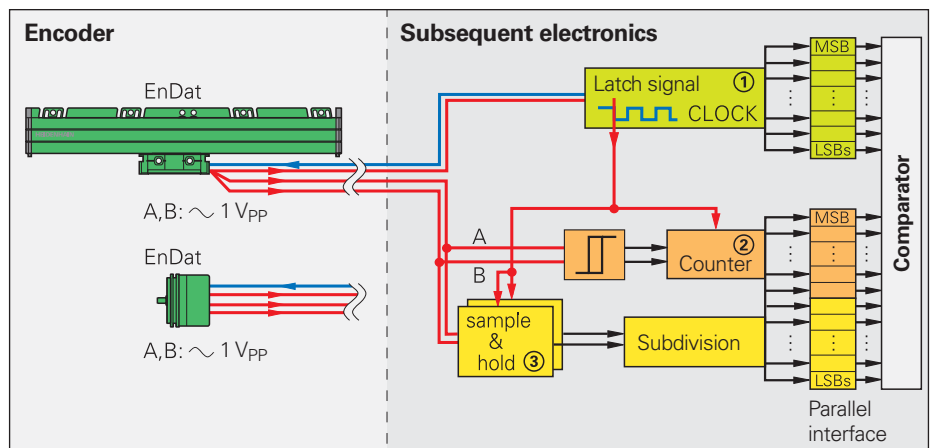 Encoder
Subsequent electronics
EnDat
A,B: ∼ 1 VPP
EnDat
A,B: ∼ 1 VPP
Latch signal ①
CLOCK
A
B
②
Counter
sample
&
hold ③
Subdivision
MSB
LSBs
MSB
LSBs
Parallel
interface
Comparator